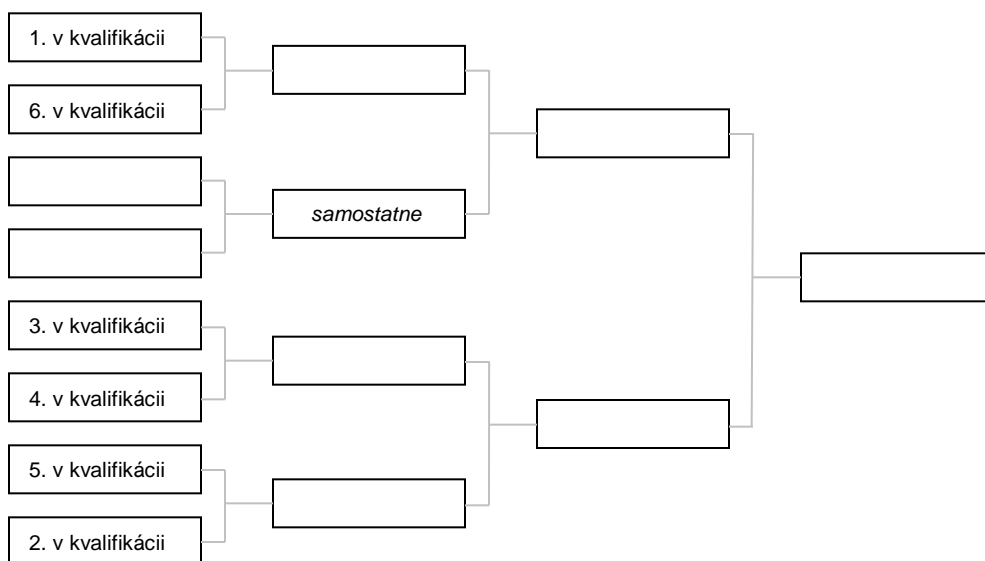 1. v kvalifikácii
6. v kvalifikácii
samostatne
3. v kvalifikácii
4. v kvalifikácii
5. v kvalifikácii
2. v kvalifikácii